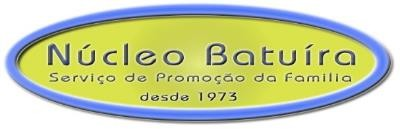 Núcleo Batuíra
Serviço de Promoção da Família
desde 1973